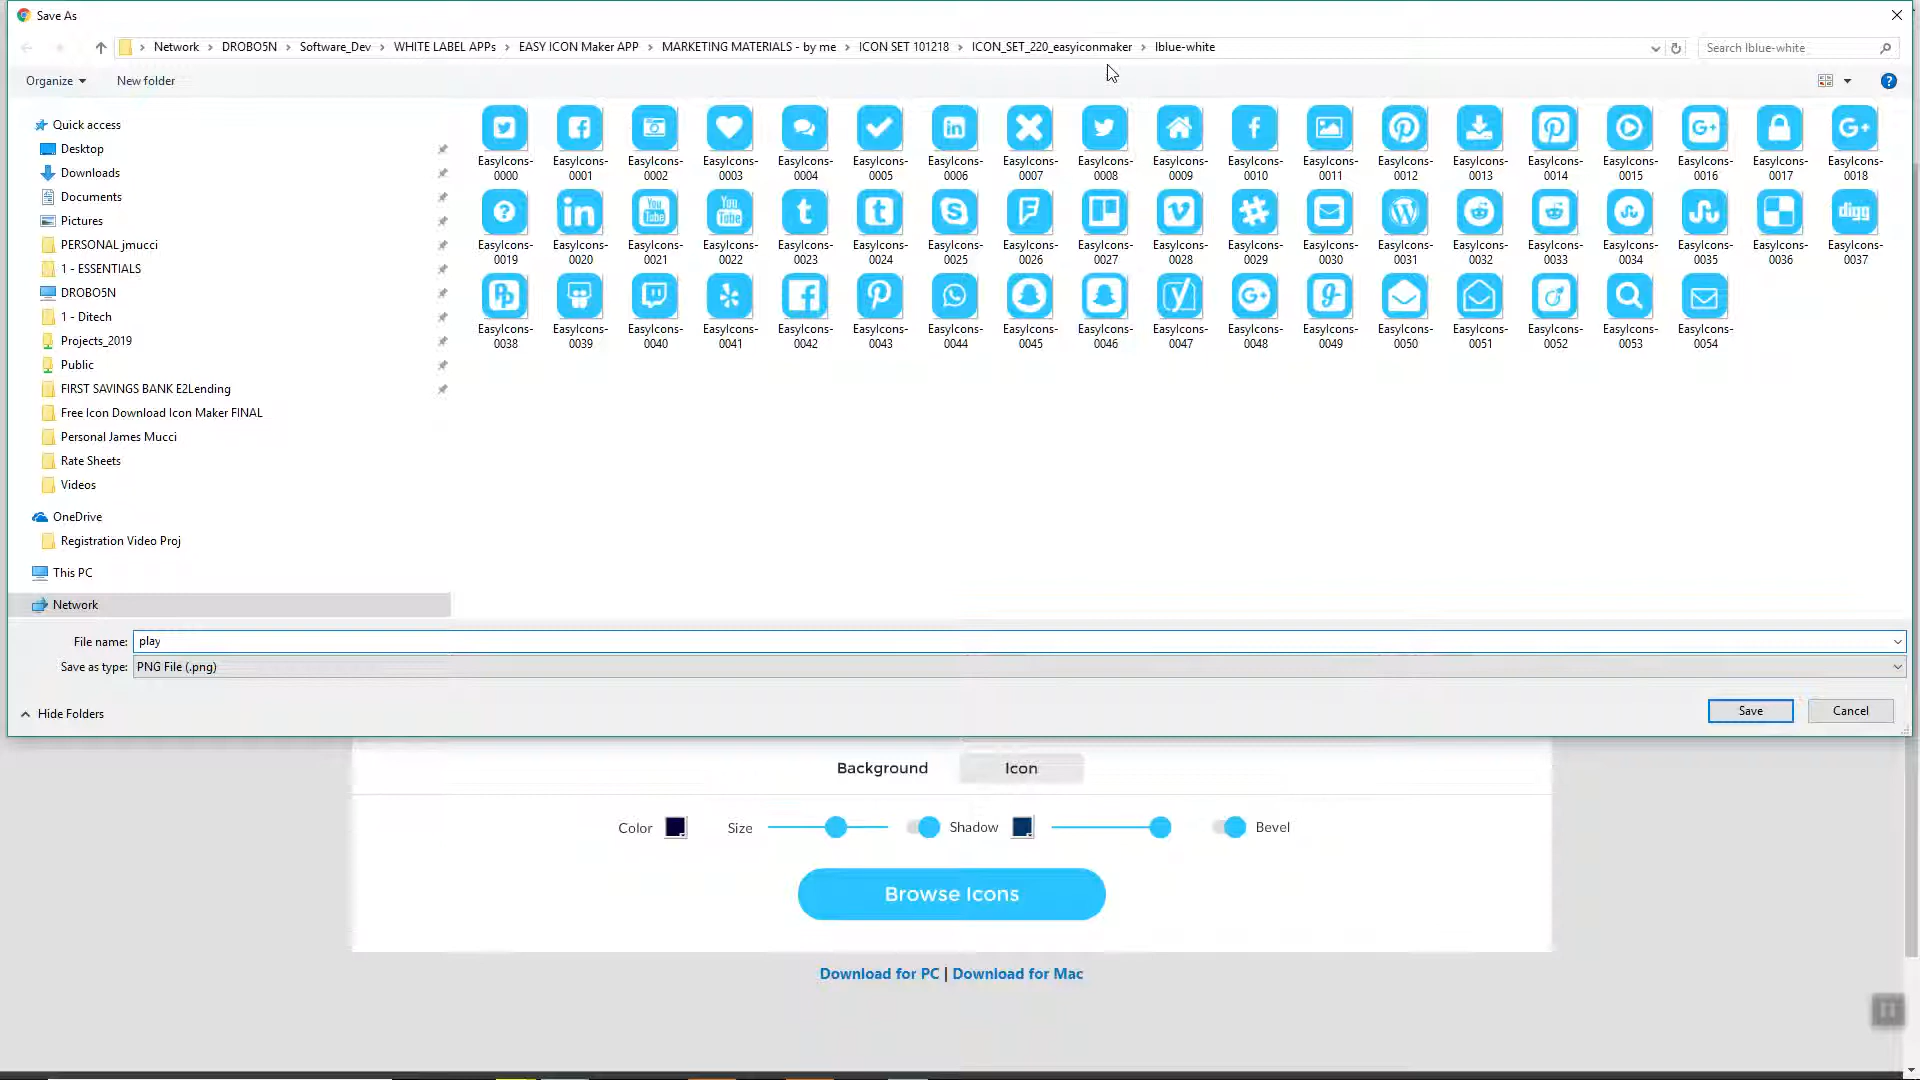 Save As
Network DROBO5N Software_Dev WHITE LABEL APPs EASY ICON Maker APP MARKETING MATERIALS - by me ICON SET 101218 ICON_SET_220_easyiconmaker lblue-white
Search lblue-white
Organize New folder
Quick access
Desktop
Downloads
Documents
Pictures
PERSONAL jmucci
1 - ESSENTIALS
DROBO5N
1 - Ditech
Projects_2019
Public
FIRST SAVINGS BANK E2Lending
Free Icon Download Icon Maker FINAL
Personal James Mucci
Rate Sheets
Videos
OneDrive
Registration Video Proj
This PC
Network
EasyIcons- EasyIcons- EasyIcons- EasyIcons- EasyIcons- EasyIcons- EasyIcons- EasyIcons- EasyIcons- EasyIcons- EasyIcons- EasyIcons- EasyIcons- EasyIcons- EasyIcons- EasyIcons- EasyIcons- EasyIcons- EasyIcons-
0000 0001 0002 0003 0004 0005 0006 0007 0008 0009 0010 0011 0012 0013 0014 0015 0016 0017 0018
You Tube You Tube digg
EasyIcons- EasyIcons- EasyIcons- EasyIcons- EasyIcons- EasyIcons- EasyIcons- EasyIcons- EasyIcons- EasyIcons- EasyIcons- EasyIcons- EasyIcons- EasyIcons- EasyIcons- EasyIcons- EasyIcons- EasyIcons- EasyIcons-
0019 0020 0021 0022 0023 0024 0025 0026 0027 0028 0029 0030 0031 0032 0033 0034 0035 0036 0037
EasyIcons- EasyIcons- EasyIcons- EasyIcons- EasyIcons- EasyIcons- EasyIcons- EasyIcons- EasyIcons- EasyIcons- EasyIcons- EasyIcons- EasyIcons- EasyIcons- EasyIcons- EasyIcons- EasyIcons-
0038 0039 0040 0041 0042 0043 0044 0045 0046 0047 0048 0049 0050 0051 0052 0053 0054
File name: play
Save as type: PNG File (.png)
Hide Folders
Save Cancel
Background Icon
Color Size Shadow Bevel
Browse Icons
Download for PC | Download for Mac